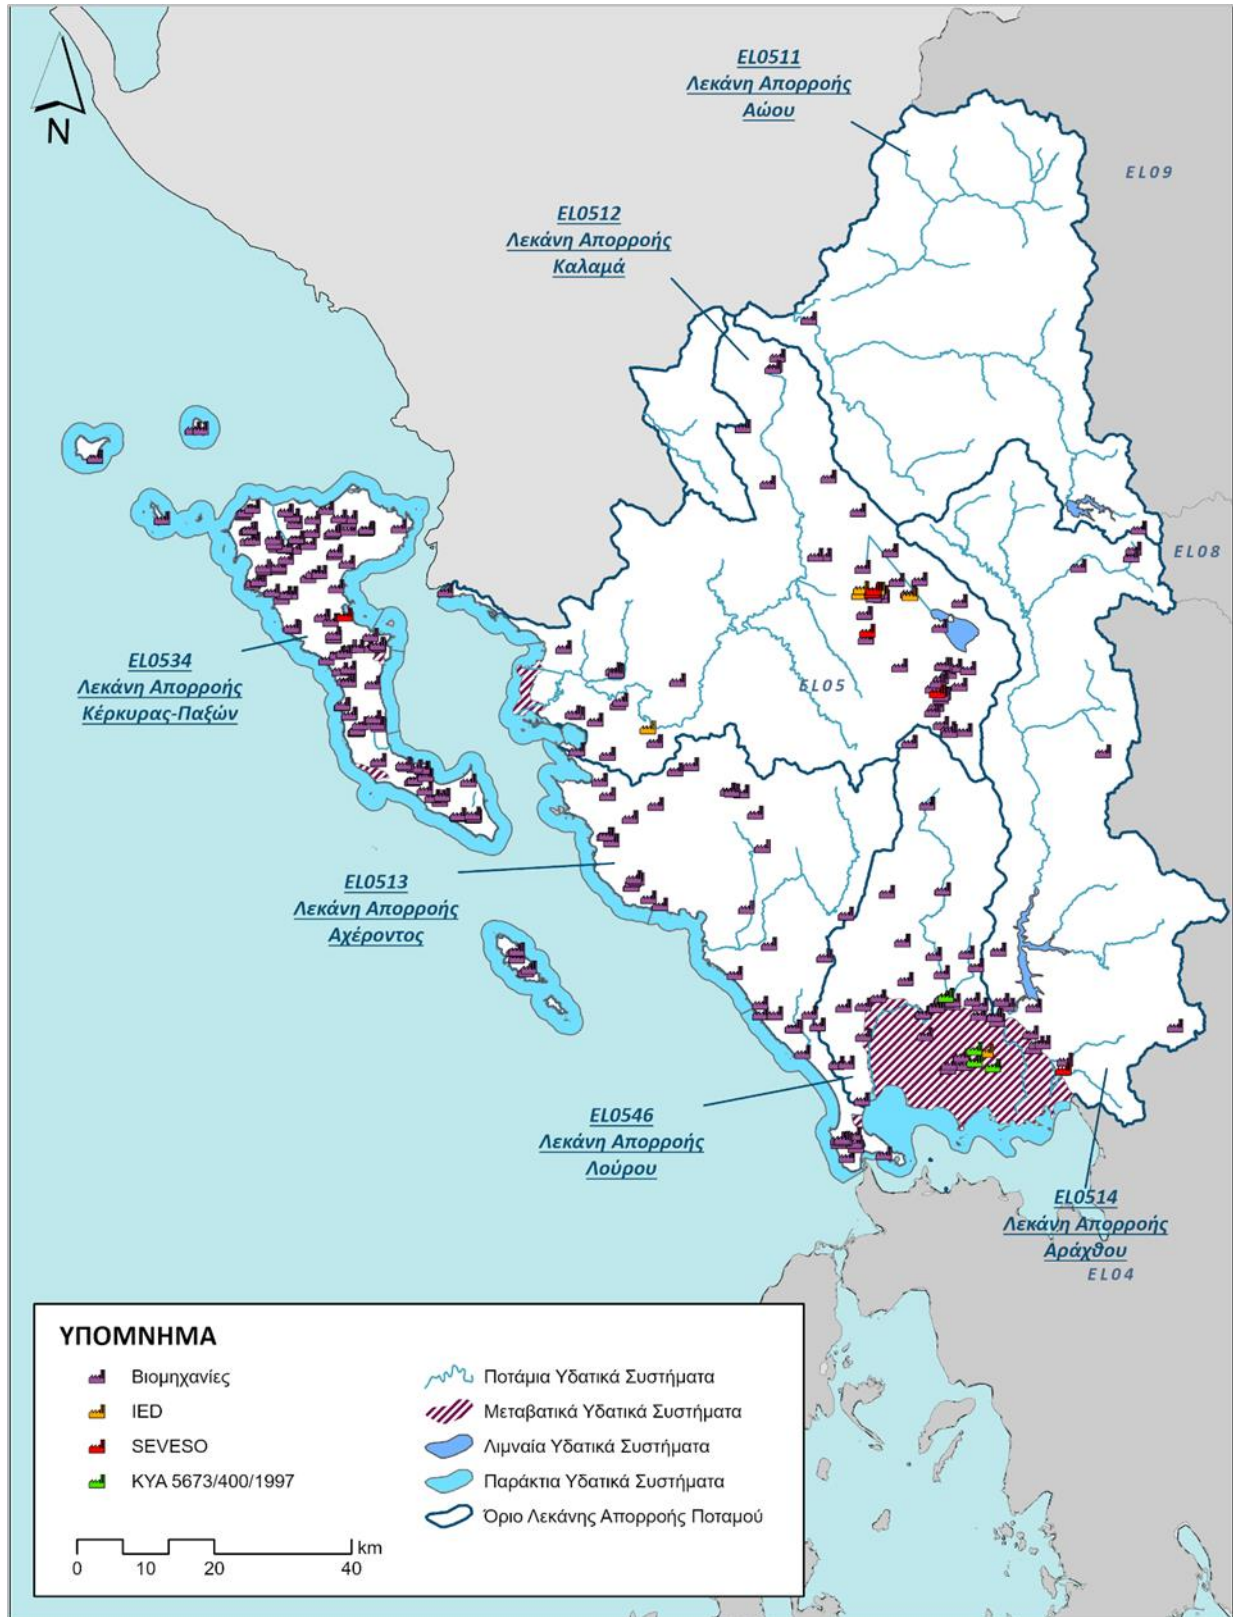 N
EL0511
Λεκάνη Απορροής
Αώου
EL09
EL0512
Λεκάνη Απορροής
Καλαμά
EL08
EL0534
Λεκάνη Απορροής
Κέρκυρας-Παξών
EL05
EL0513
Λεκάνη Απορροής
Αχέροντος
EL0546
Λεκάνη Απορροής
Λούρου
EL0514
Λεκάνη Απορροής
Αράχθου
EL04
ΥΠΟΜΝΗΜΑ
Βιομηχανίες
IED
SEVESO
ΚΥΑ 5673/400/1997
Ποτάμια Υδατικά Συστήματα
Μεταβατικά Υδατικά Συστήματα
Λιμναία Υδατικά Συστήματα
Παράκτια Υδατικά Συστήματα
Όριο Λεκάνης Απορροής Ποταμού
km
0 10 20 40